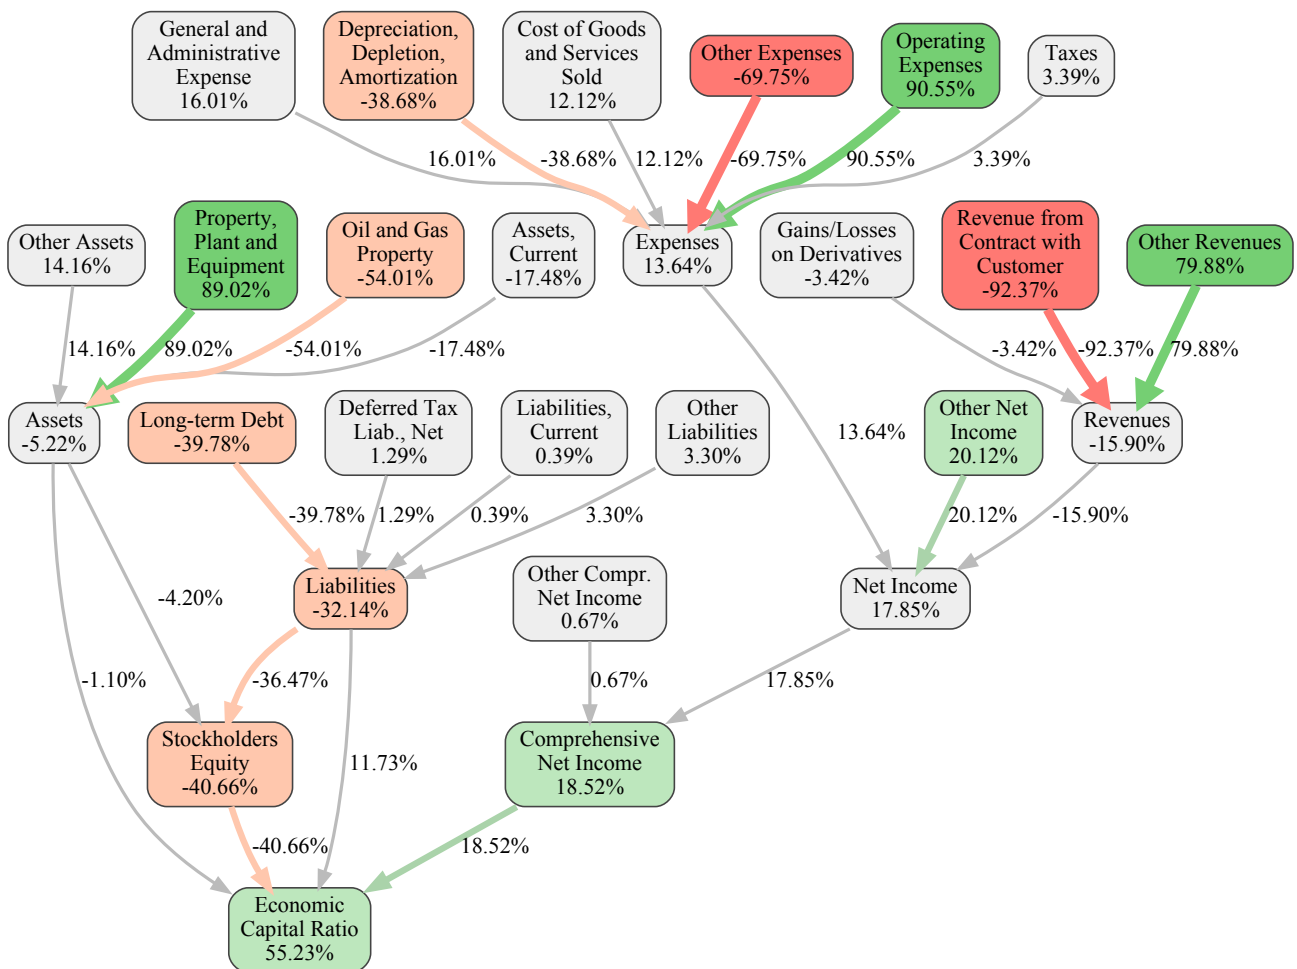 General and
Administrative
Expense
16.01%
Depreciation,
Depletion,
Amortization
-38.68%
Cost of Goods
and Services
Sold
12.12%
Other Expenses
-69.75%
Operating
Expenses
90.55%
Taxes
3.39%
16.01%
-38.68%
12.12%
-69.75%
90.55%
3.39%
Other Assets
14.16%
Property,
Plant and
Equipment
89.02%
Oil and Gas
Property
-54.01%
Assets,
Current
-17.48%
Expenses
13.64%
Gains/Losses
on Derivatives
-3.42%
Revenue from
Contract with
Customer
-92.37%
Other Revenues
79.88%
14.16%
89.02%
-54.01%
-17.48%
-3.42%
-92.37%
79.88%
Assets
-5.22%
Long-term Debt
-39.78%
Deferred Tax
Liab., Net
1.29%
Liabilities,
Current
0.39%
Other
Liabilities
3.30%
13.64%
Other Net
Income
20.12%
Revenues
-15.90%
-39.78%
1.29%
0.39%
3.30%
20.12%
-15.90%
-4.20%
Liabilities
-32.14%
Other Compr.
Net Income
0.67%
Net Income
17.85%
-1.10%
-36.47%
0.67%
17.85%
Stockholders
Equity
-40.66%
11.73%
Comprehensive
Net Income
18.52%
-40.66%
18.52%
Economic
Capital Ratio
55.23%